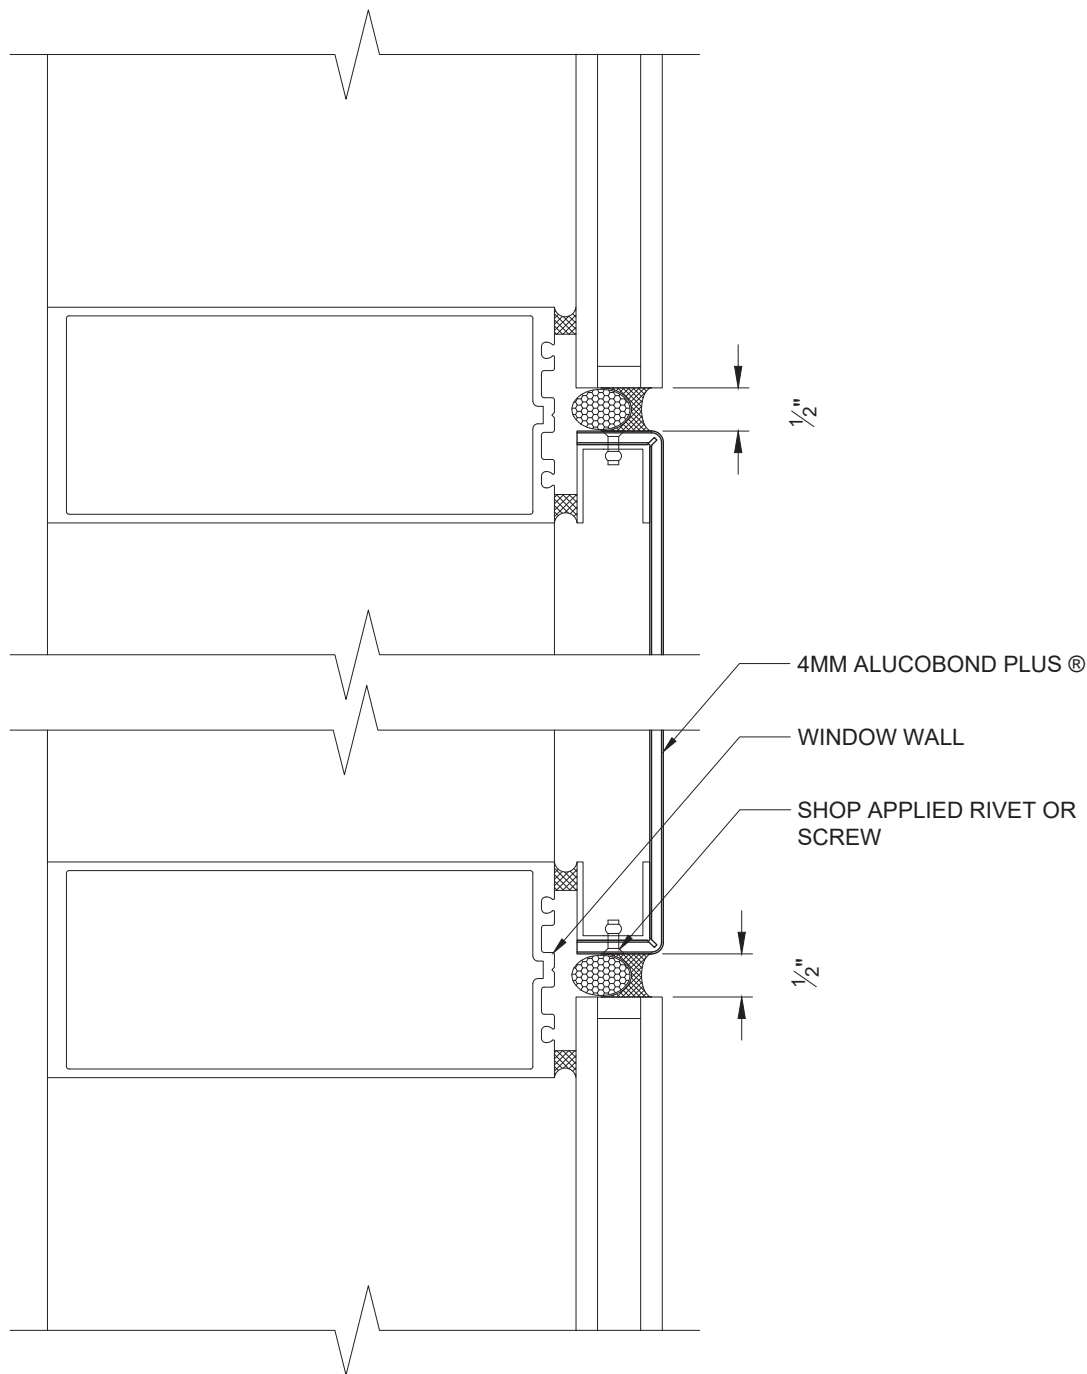 ½"
4MM ALUCOBOND PLUS ®
WINDOW WALL
SHOP APPLIED RIVET OR
SCREW
½"